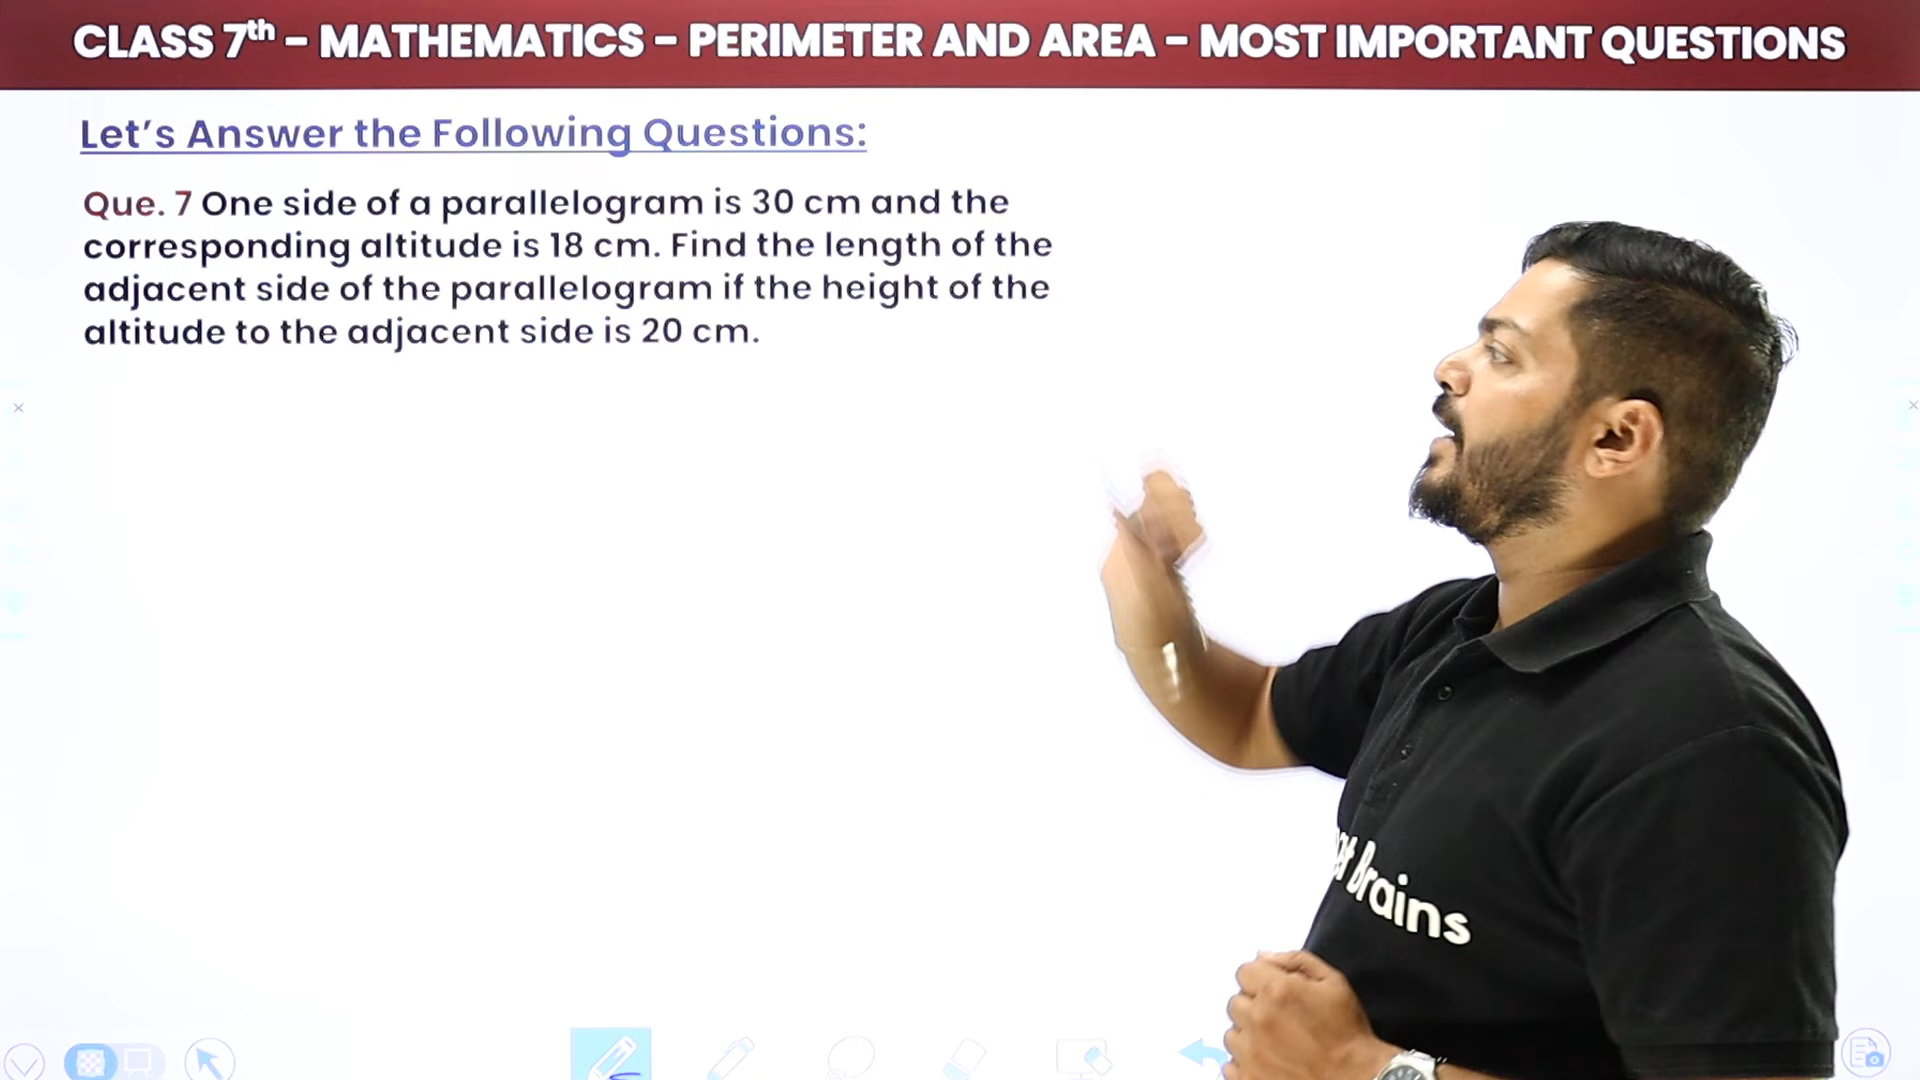 CLASS 7th - MATHEMATICS - PERIMETER AND AREA - MOST IMPORTANT QUESTIONS
Let's Answer the Following Questions:
Que. 7 One side of a parallelogram is 30 cm and the
corresponding altitude is 18 cm. Find the length of the
adjacent side of the parallelogram if the height of the
altitude to the adjacent side is 20 cm.
Brains